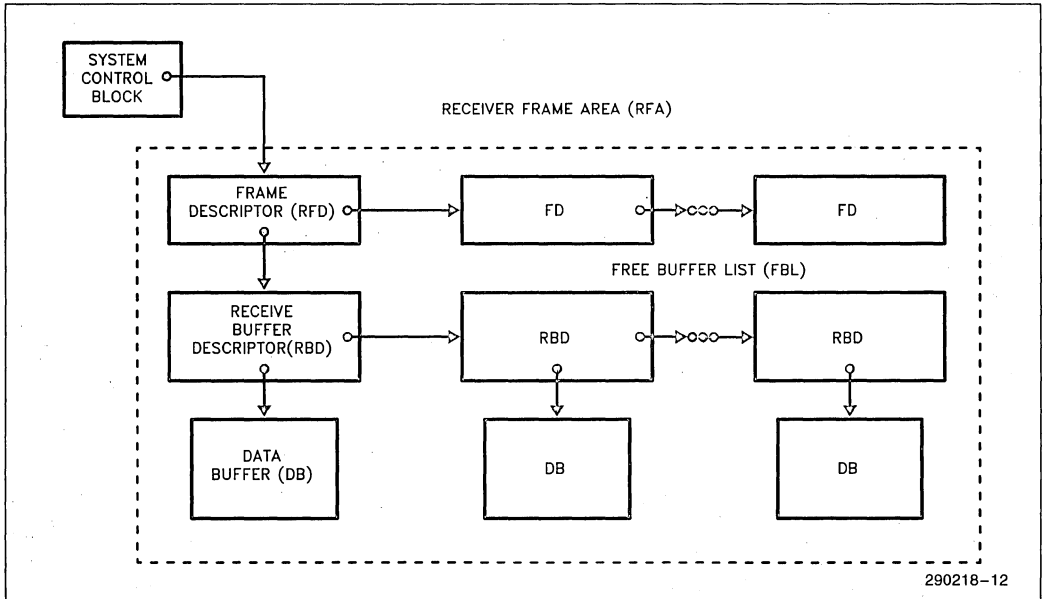 SYSTEM
CONTROL
BLOCK
RECEIVER FRAME AREA (RFA)
FRAME
DESCRIPTOR (RFD)
FD
FD
FREE BUFFER LIST (FBL)
RECEIVE
BUFFER
DESCRIPTOR(RBD)
RBD
RBD
DATA
BUFFER (DB)
DB
DB
290218–12